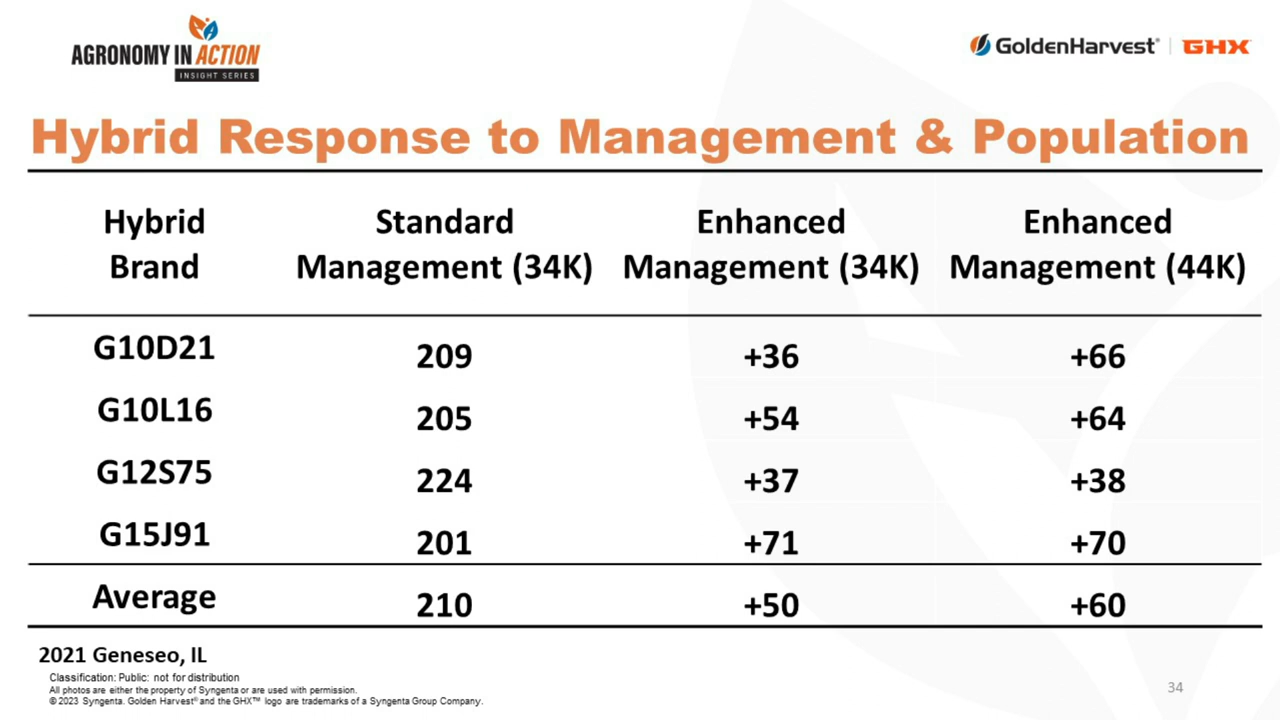 AGRONOMY IN ACTION
INSIGHT SERIES
GoldenHarvest® | GHX™
Hybrid Response to Management & Population
Hybrid Brand Standard Management (34K) Enhanced Management (34K) Enhanced Management (44K)
G10D21 209 +36 +66
G10L16 205 +54 +64
G12S75 224 +37 +38
G15J91 201 +71 +70
Average 210 +50 +60
2021 Geneseo, IL
Classification: Public: not for distribution
All photos are either the property of Syngenta or are used with permission.
© 2023 Syngenta. Golden Harvest® and the GHX™ logo are trademarks of a Syngenta Group Company.
34